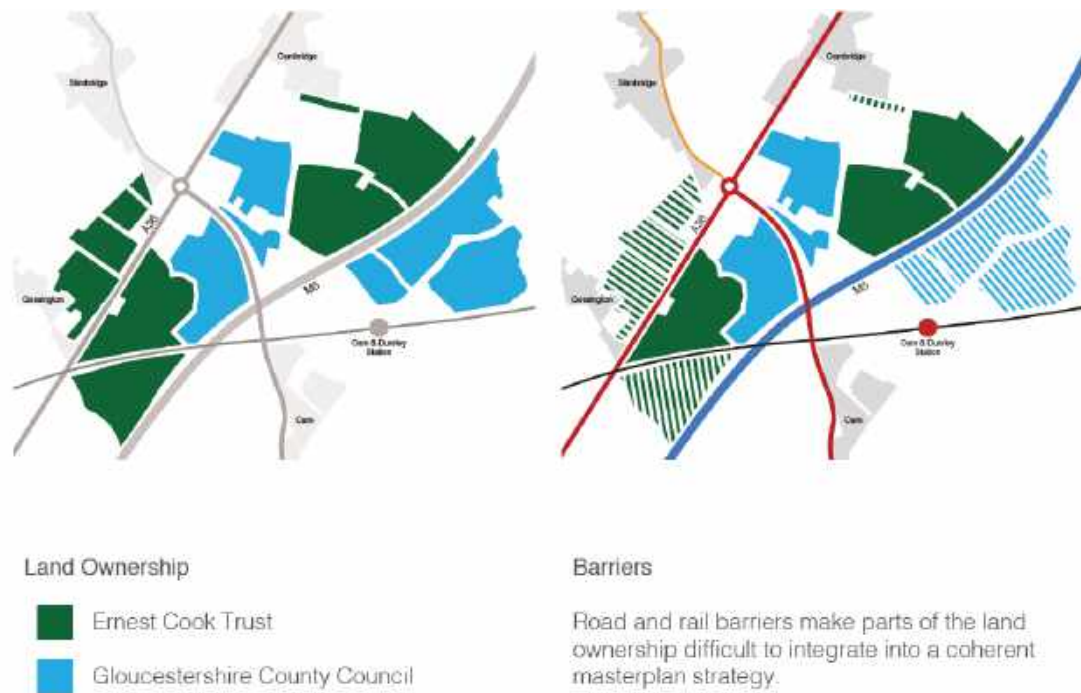 Cambridge
Slimbridge
A38
Gossington
M5
Cam & Dursley
Station
Cam
Cambridge
Slimbridge
A38
Gossington
M5
Cam & Dursley
Station
Cam
Land Ownership
Ernest Cook Trust
Gloucestershire County Council
Barriers
Road and rail barriers make parts of the land
ownership difficult to integrate into a coherent
masterplan strategy.